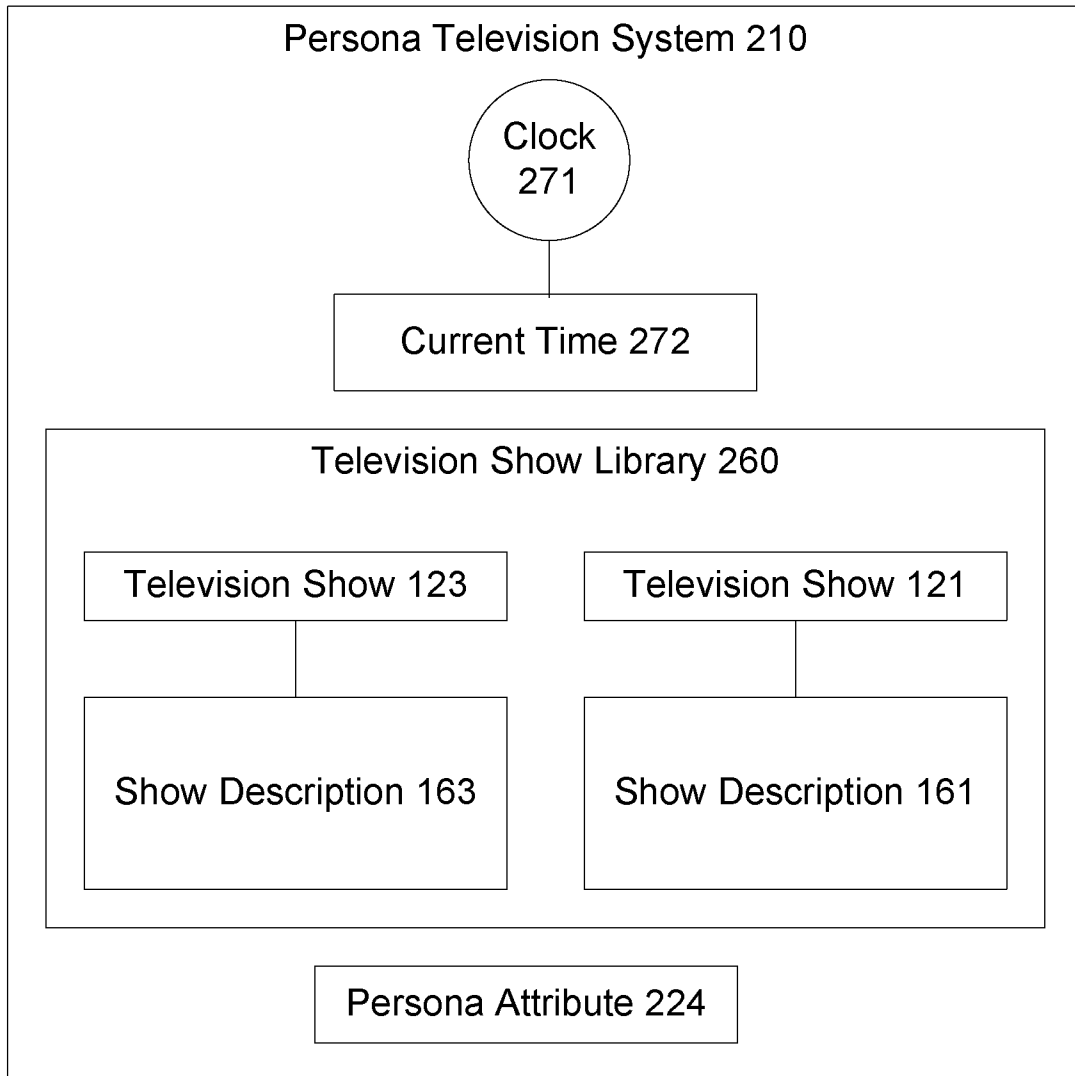 Persona Television System 210
Clock
271
Current Time 272
Television Show Library 260
Television Show 123
Television Show 121
Show Description 163
Show Description 161
Persona Attribute 224